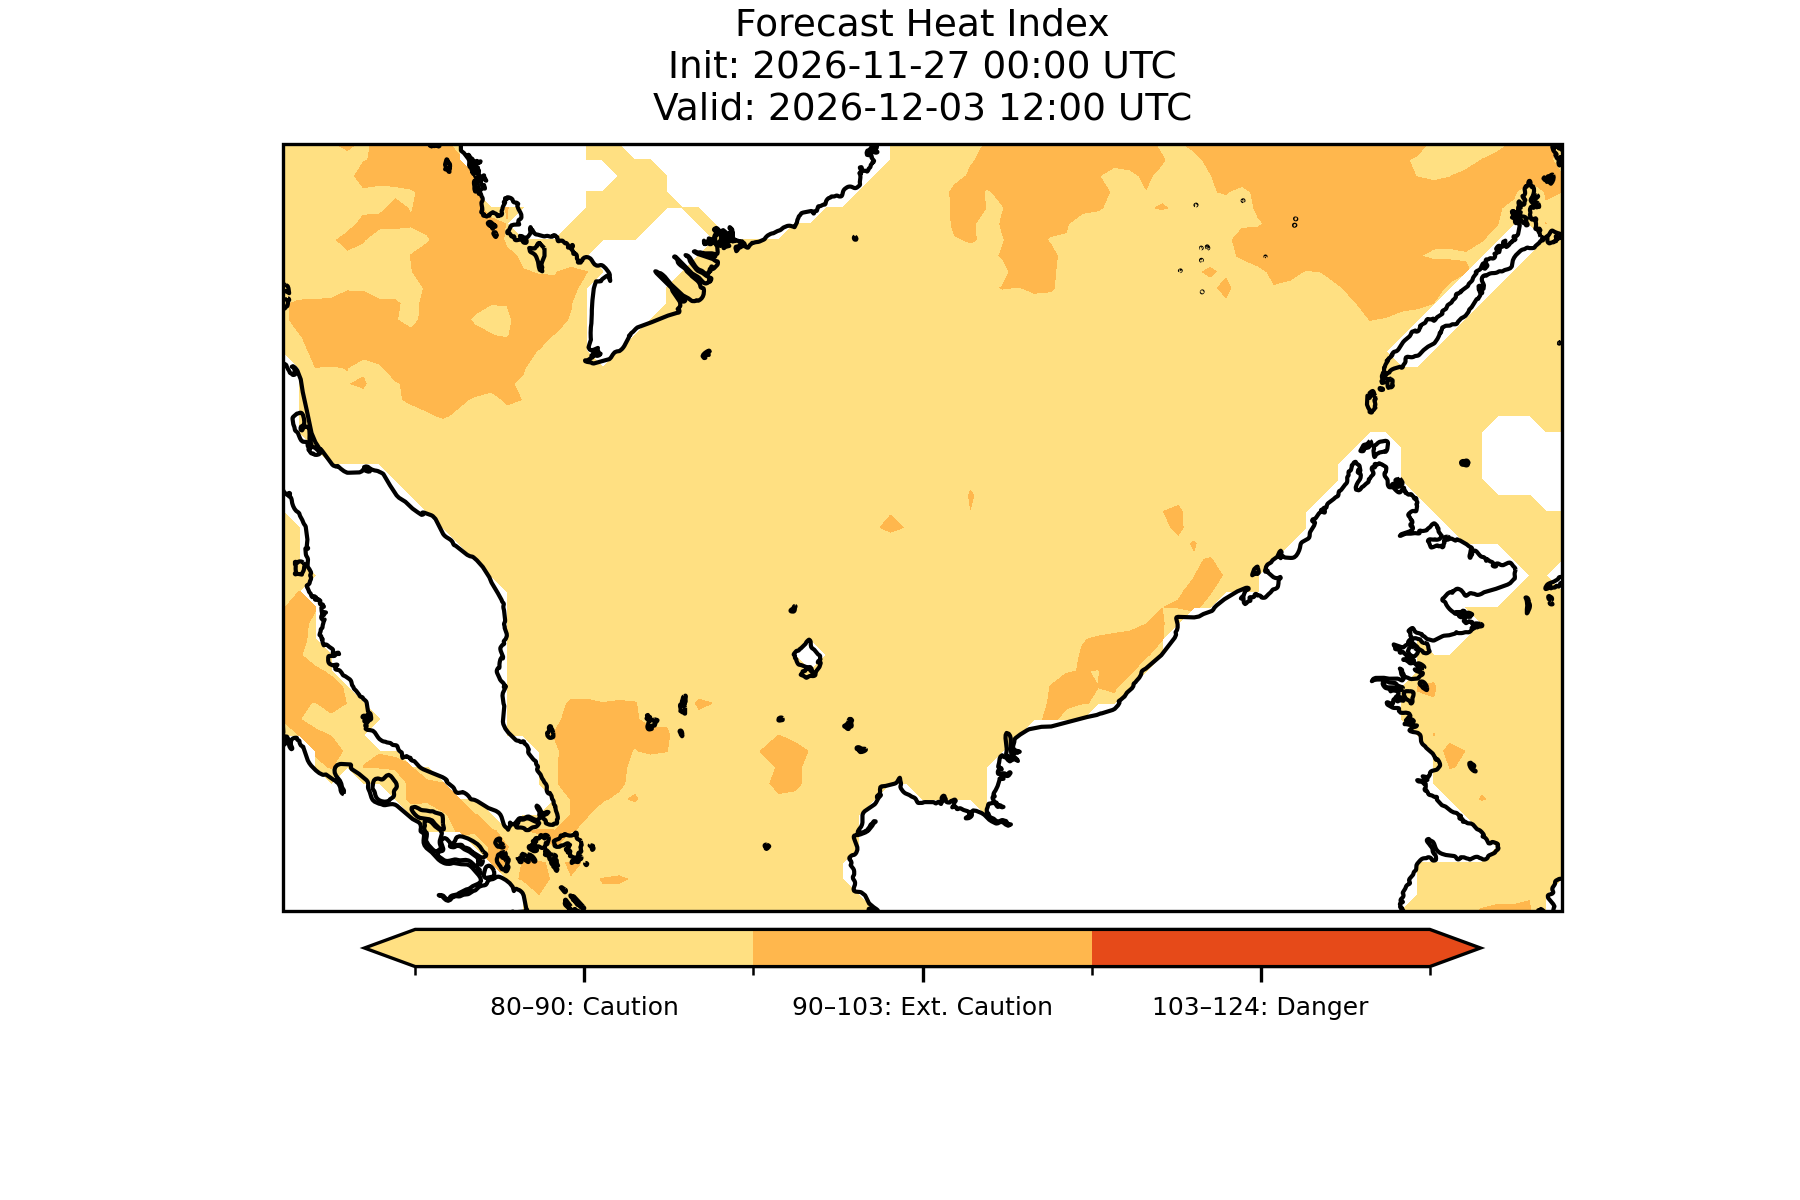 Forecast Heat Index
Init: 2026-11-27 00:00 UTC
Valid: 2026-12-03 12:00 UTC
80–90: Caution
90–103: Ext. Caution
103–124: Danger